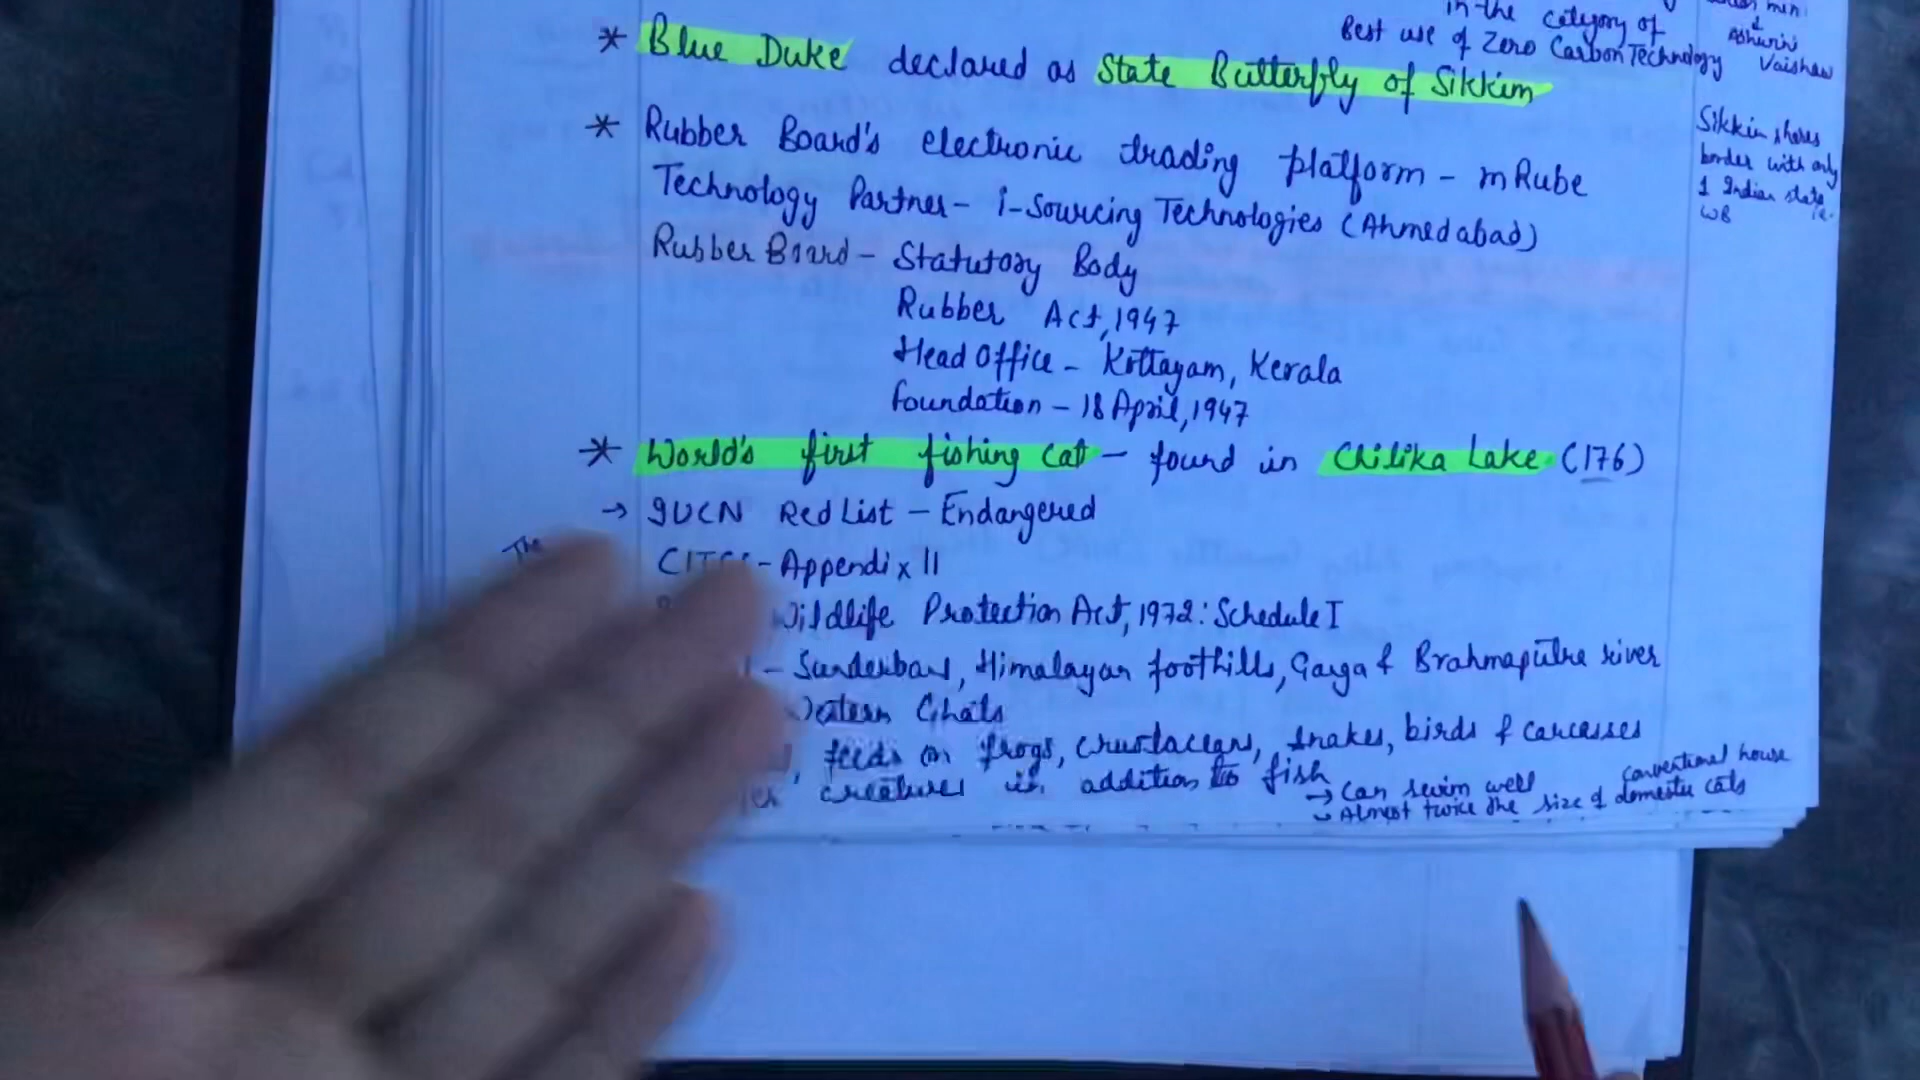 in the category of
Best use of Zero Carbon Technology
Vaishaw
* Blue Duke declared as State Butterfly of Sikkim
Sikkim shares
border with only
1 Indian state i.e.
WB
* Rubber Board's electronic trading platform - mRube
Technology Partner - i-Sourcing Technologies (Ahmedabad)
Rubber Board - Statutory Body
Rubber Act, 1947
Head Office - Kottayam, Kerala
Foundation - 18 April, 1947
* World's first fishing Cat - found in Chilika Lake (176)
→ IUCN Red List - Endangered
The
- Appendix II
Wildlife Protection Act, 1972: Schedule I
- Sunderbans, Himalayan foothills, Ganga & Brahmaputra river
Western Ghats
feeds on frogs, crustaceans, snakes, birds & carcasses
creatures in addition to fish
→ Can swim well
→ Almost twice the size of domestic cats
conventional house